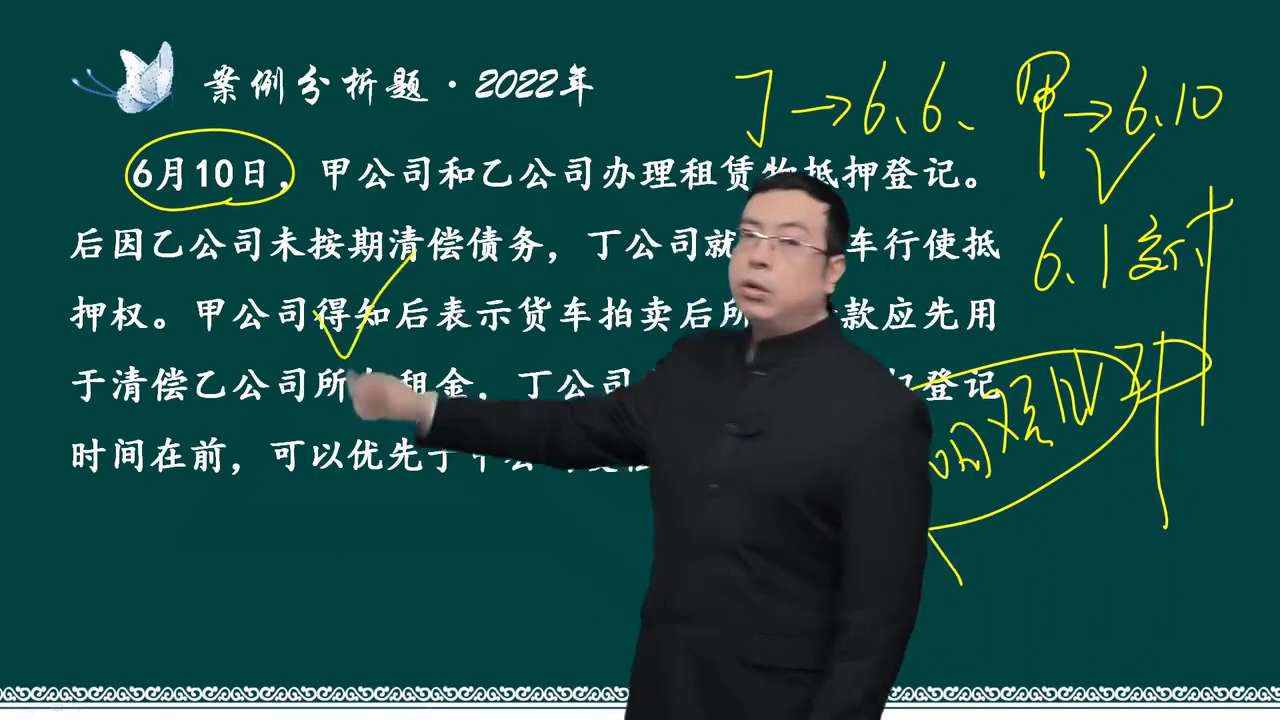 案例分析题·2022年
丁→6、6、 甲→6、10
6月10日，甲公司和乙公司办理租赁物抵押登记。
后因乙公司未按期清偿债务，丁公司就 车行使抵
6、1交付
押权。甲公司得知后表示货车拍卖后所 款应先用
于清偿乙公司所 租金，丁公司 登记
时间在前，可以优先于甲公